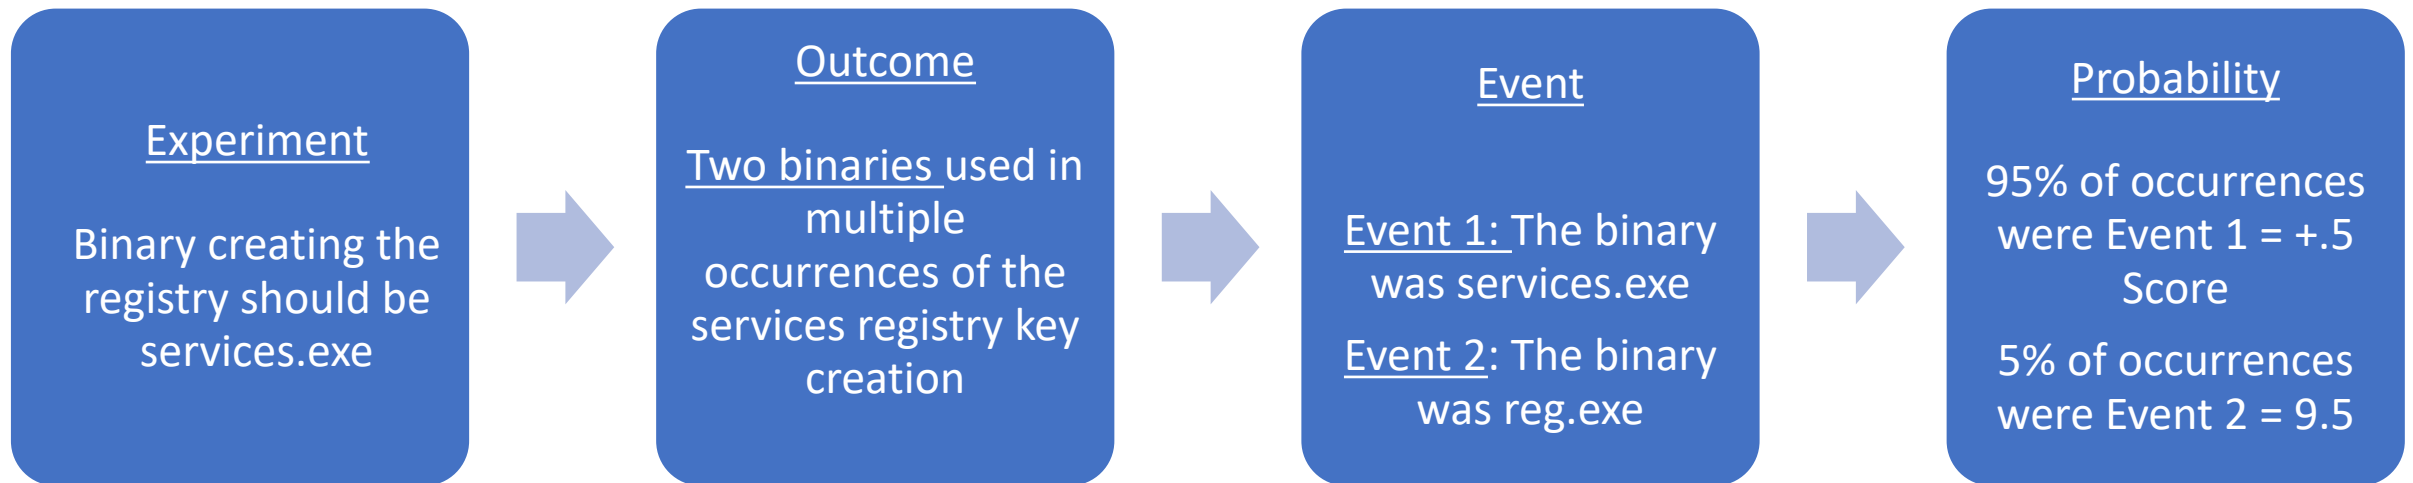 Experiment
Binary creating the
registry should be
services.exe
Outcome
Two binaries used in
multiple
occurrences of the
services registry key
creation
Event
Event 1: The binary
was services.exe
Event 2: The binary
was reg.exe
Probability
95% of occurrences
were Event 1 = +.5
Score
5% of occurrences
were Event 2 = 9.5